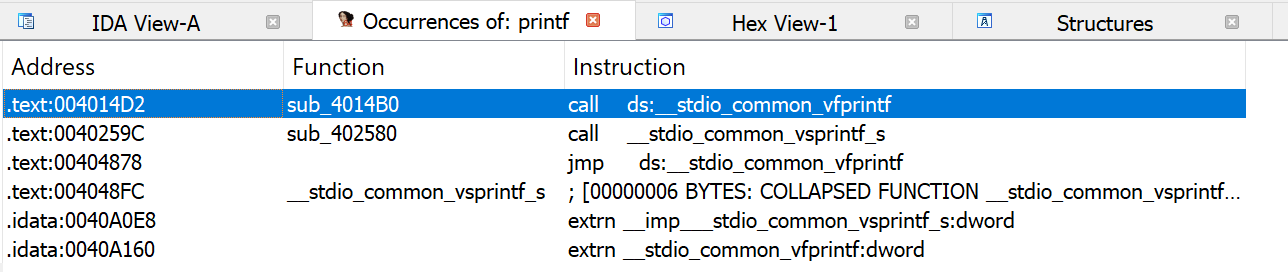 IDA View-A Occurrences of: printf Hex View-1 Structures
Address Function Instruction
.text:004014D2 sub_4014B0 call ds:__stdio_common_vfprintf
.text:0040259C sub_402580 call __stdio_common_vsprintf_s
.text:00404878 jmp ds:__stdio_common_vfprintf
.text:004048FC __stdio_common_vsprintf_s ; [00000006 BYTES: COLLAPSED FUNCTION __stdio_common_vsprintf...
.idata:0040A0E8 extrn __imp___stdio_common_vsprintf_s:dword
.idata:0040A160 extrn __stdio_common_vfprintf:dword